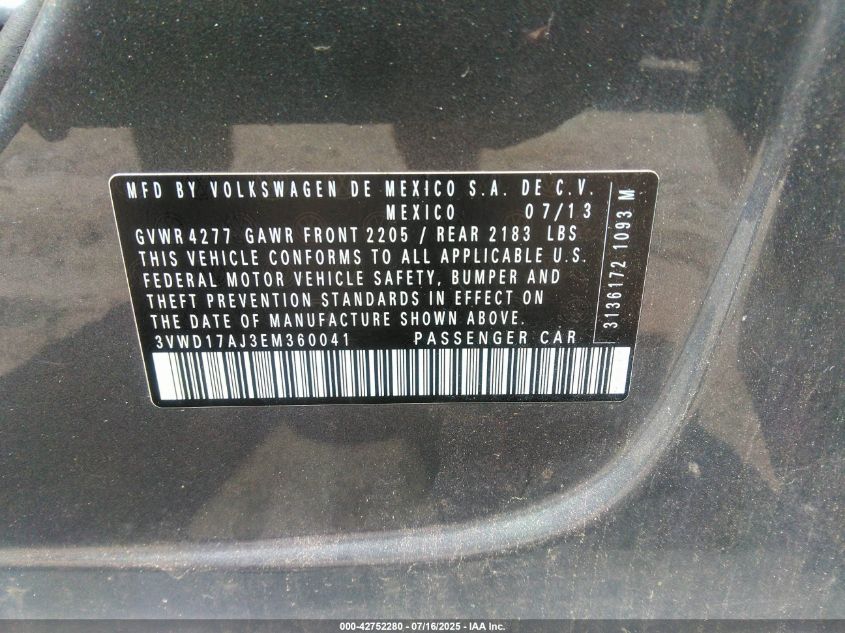 MFD BY VOLKSWAGEN DE MEXICO S.A. DE C.V.
MEXICO 07/13
GVWR 4277 GAWR FRONT 2205 / REAR 2183 LBS
THIS VEHICLE CONFORMS TO ALL APPLICABLE U.S.
FEDERAL MOTOR VEHICLE SAFETY, BUMPER AND
THEFT PREVENTION STANDARDS IN EFFECT ON
THE DATE OF MANUFACTURE SHOWN ABOVE.
3VWD17AJ3EM360041 PASSENGER CAR
3136172 1093 M
000-42752280 - 07/16/2025 - IAA Inc.